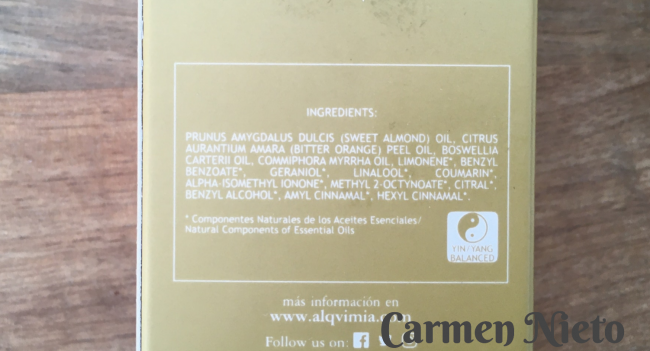 INGREDIENTS:
PRUNUS AMYGDALUS DULCIS (SWEET ALMOND) OIL, CITRUS
AURANTIUM AMARA (BITTER ORANGE) PEEL OIL, BOSWELLIA
CARTERII OIL, COMMIPHORA MYRRHA OIL, LIMONENE*, BENZYL
BENZOATE*, GERANIOL*, LINALOOL*, COUMARIN*,
ALPHA-ISOMETHYL IONONE*, METHYL 2-OCTYNOATE*, CITRAL*,
BENZYL ALCOHOL*, AMYL CINNAMAL*, HEXYL CINNAMAL*.
* Componentes Naturales de los Aceites Esenciales/
Natural Components of Essential Oils
YIN/YANG
BALANCED
más información en
www.alqvimia.com
Follow us on:
Carmen Nieto